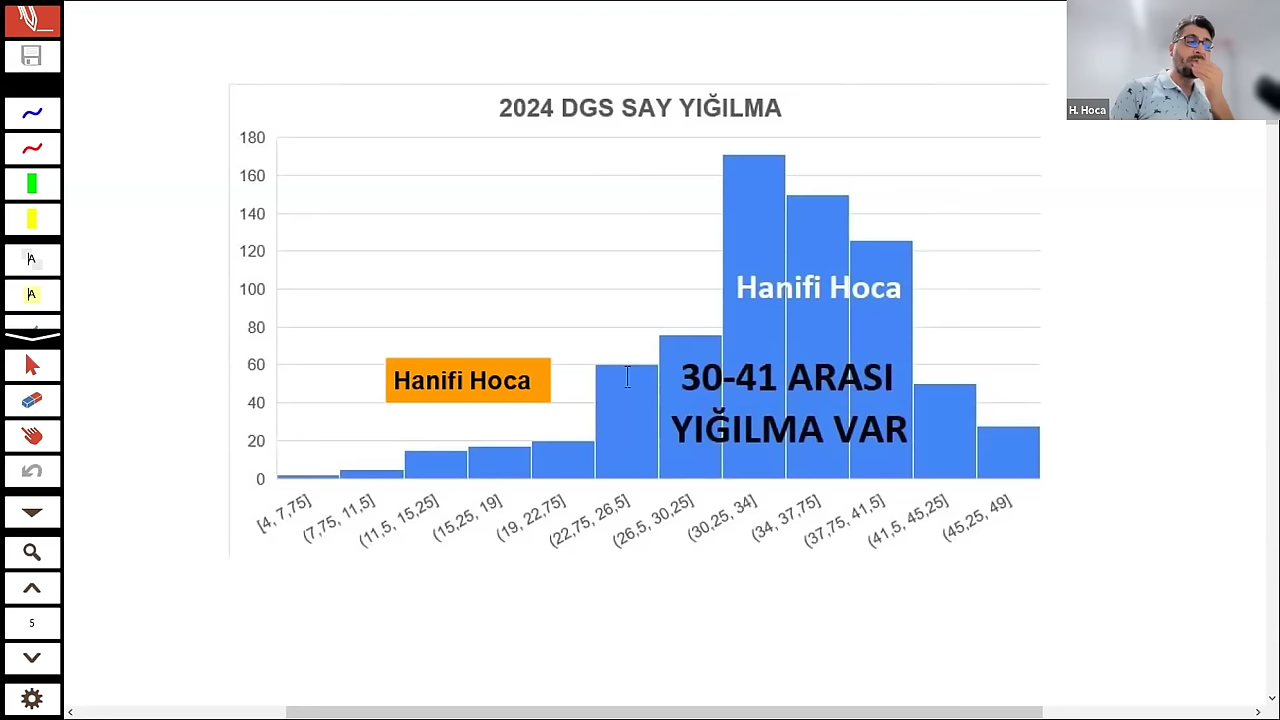 H. Hoca
2024 DGS SAY YIĞILMA
180
160
140
120
100
80
60
40
20
0
Hanifi Hoca
Hanifi Hoca
30-41 ARASI
YIĞILMA VAR
[4, 7,75]
(7,75, 11,5]
(11,5, 15,25]
(15,25, 19]
(19, 22,75]
(22,75, 26,5]
(26,5, 30,25]
(30,25, 34]
(34, 37,75]
(37,75, 41,5]
(41,5, 45,25]
(45,25, 49]
A
A
5